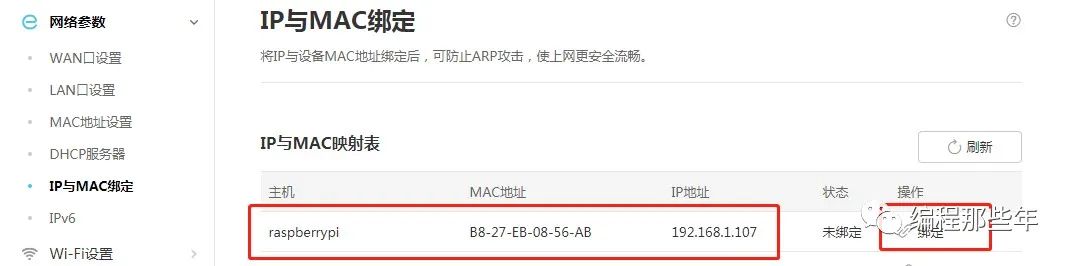 网络参数
WAN口设置
LAN口设置
MAC地址设置
DHCP服务器
IP与MAC绑定
IPv6
Wi-Fi设置
IP与MAC绑定
将IP与设备MAC地址绑定后，可防止ARP攻击，使上网更安全流畅。
IP与MAC映射表
刷新
主机 MAC地址 IP地址 状态 操作
raspberrypi B8-27-EB-08-56-AB 192.168.1.107 未绑定 绑定
编程那些年